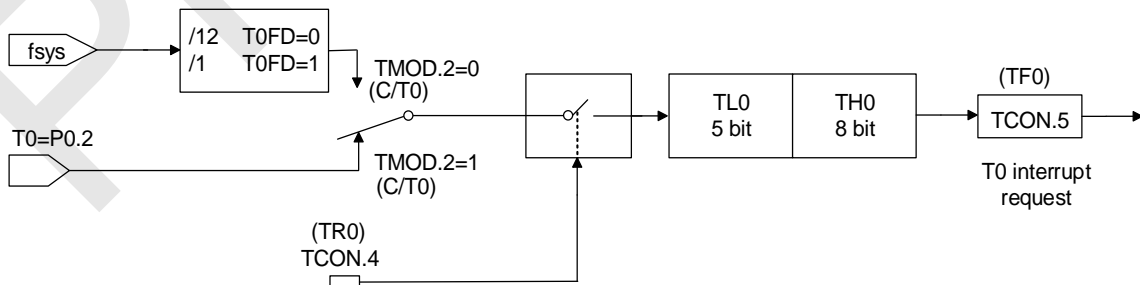 fsys
/12 T0FD=0
/1 T0FD=1
TMOD.2=0
(C/T0)
T0=P0.2
TMOD.2=1
(C/T0)
(TR0)
TCON.4
TL0
5 bit
TH0
8 bit
(TF0)
TCON.5
T0 interrupt
request